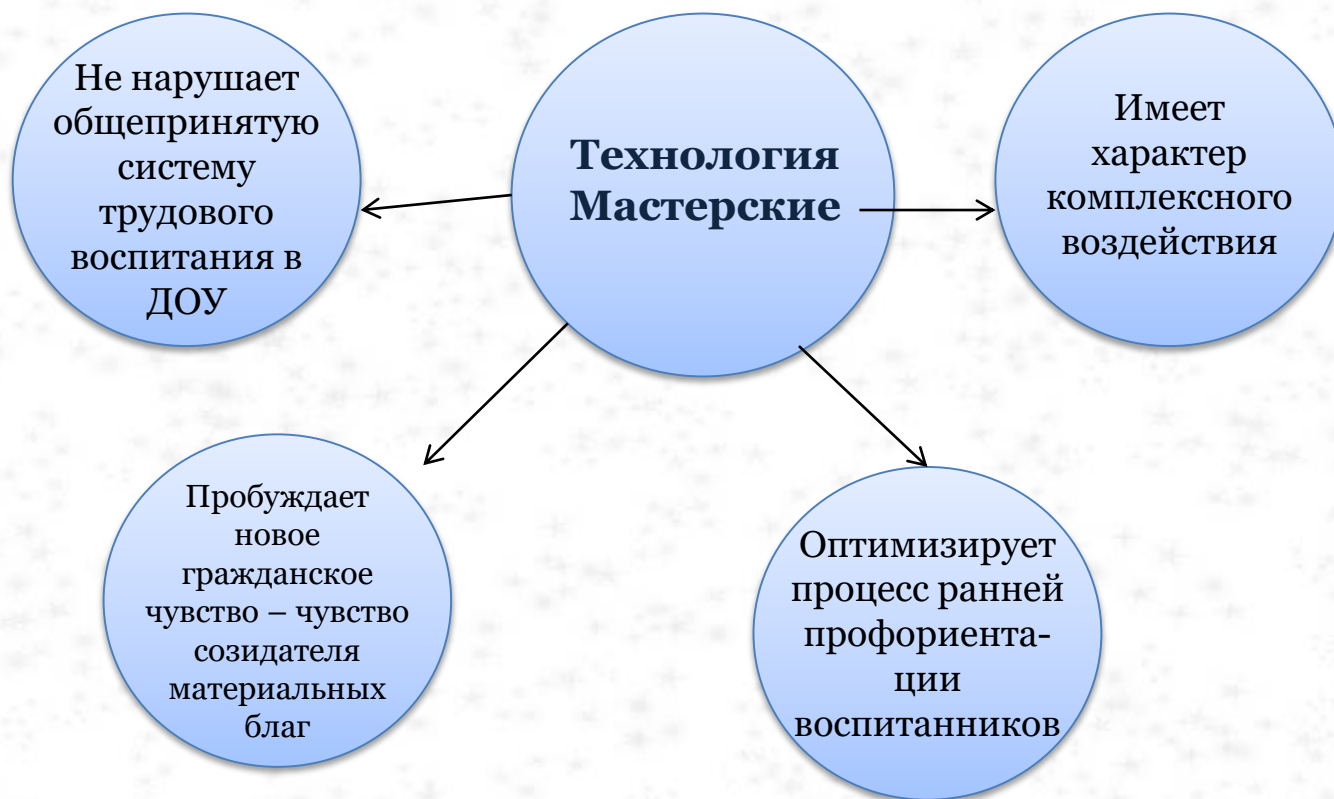 Не нарушает
общепринятую
систему
трудового
воспитания в
ДОУ
Технология
Мастерские
Имеет
характер
комплексного
воздействия
Пробуждает
новое
гражданское
чувство – чувство
созидателя
материальных
благ
Оптимизирует
процесс ранней
профориента-
ции
воспитанников